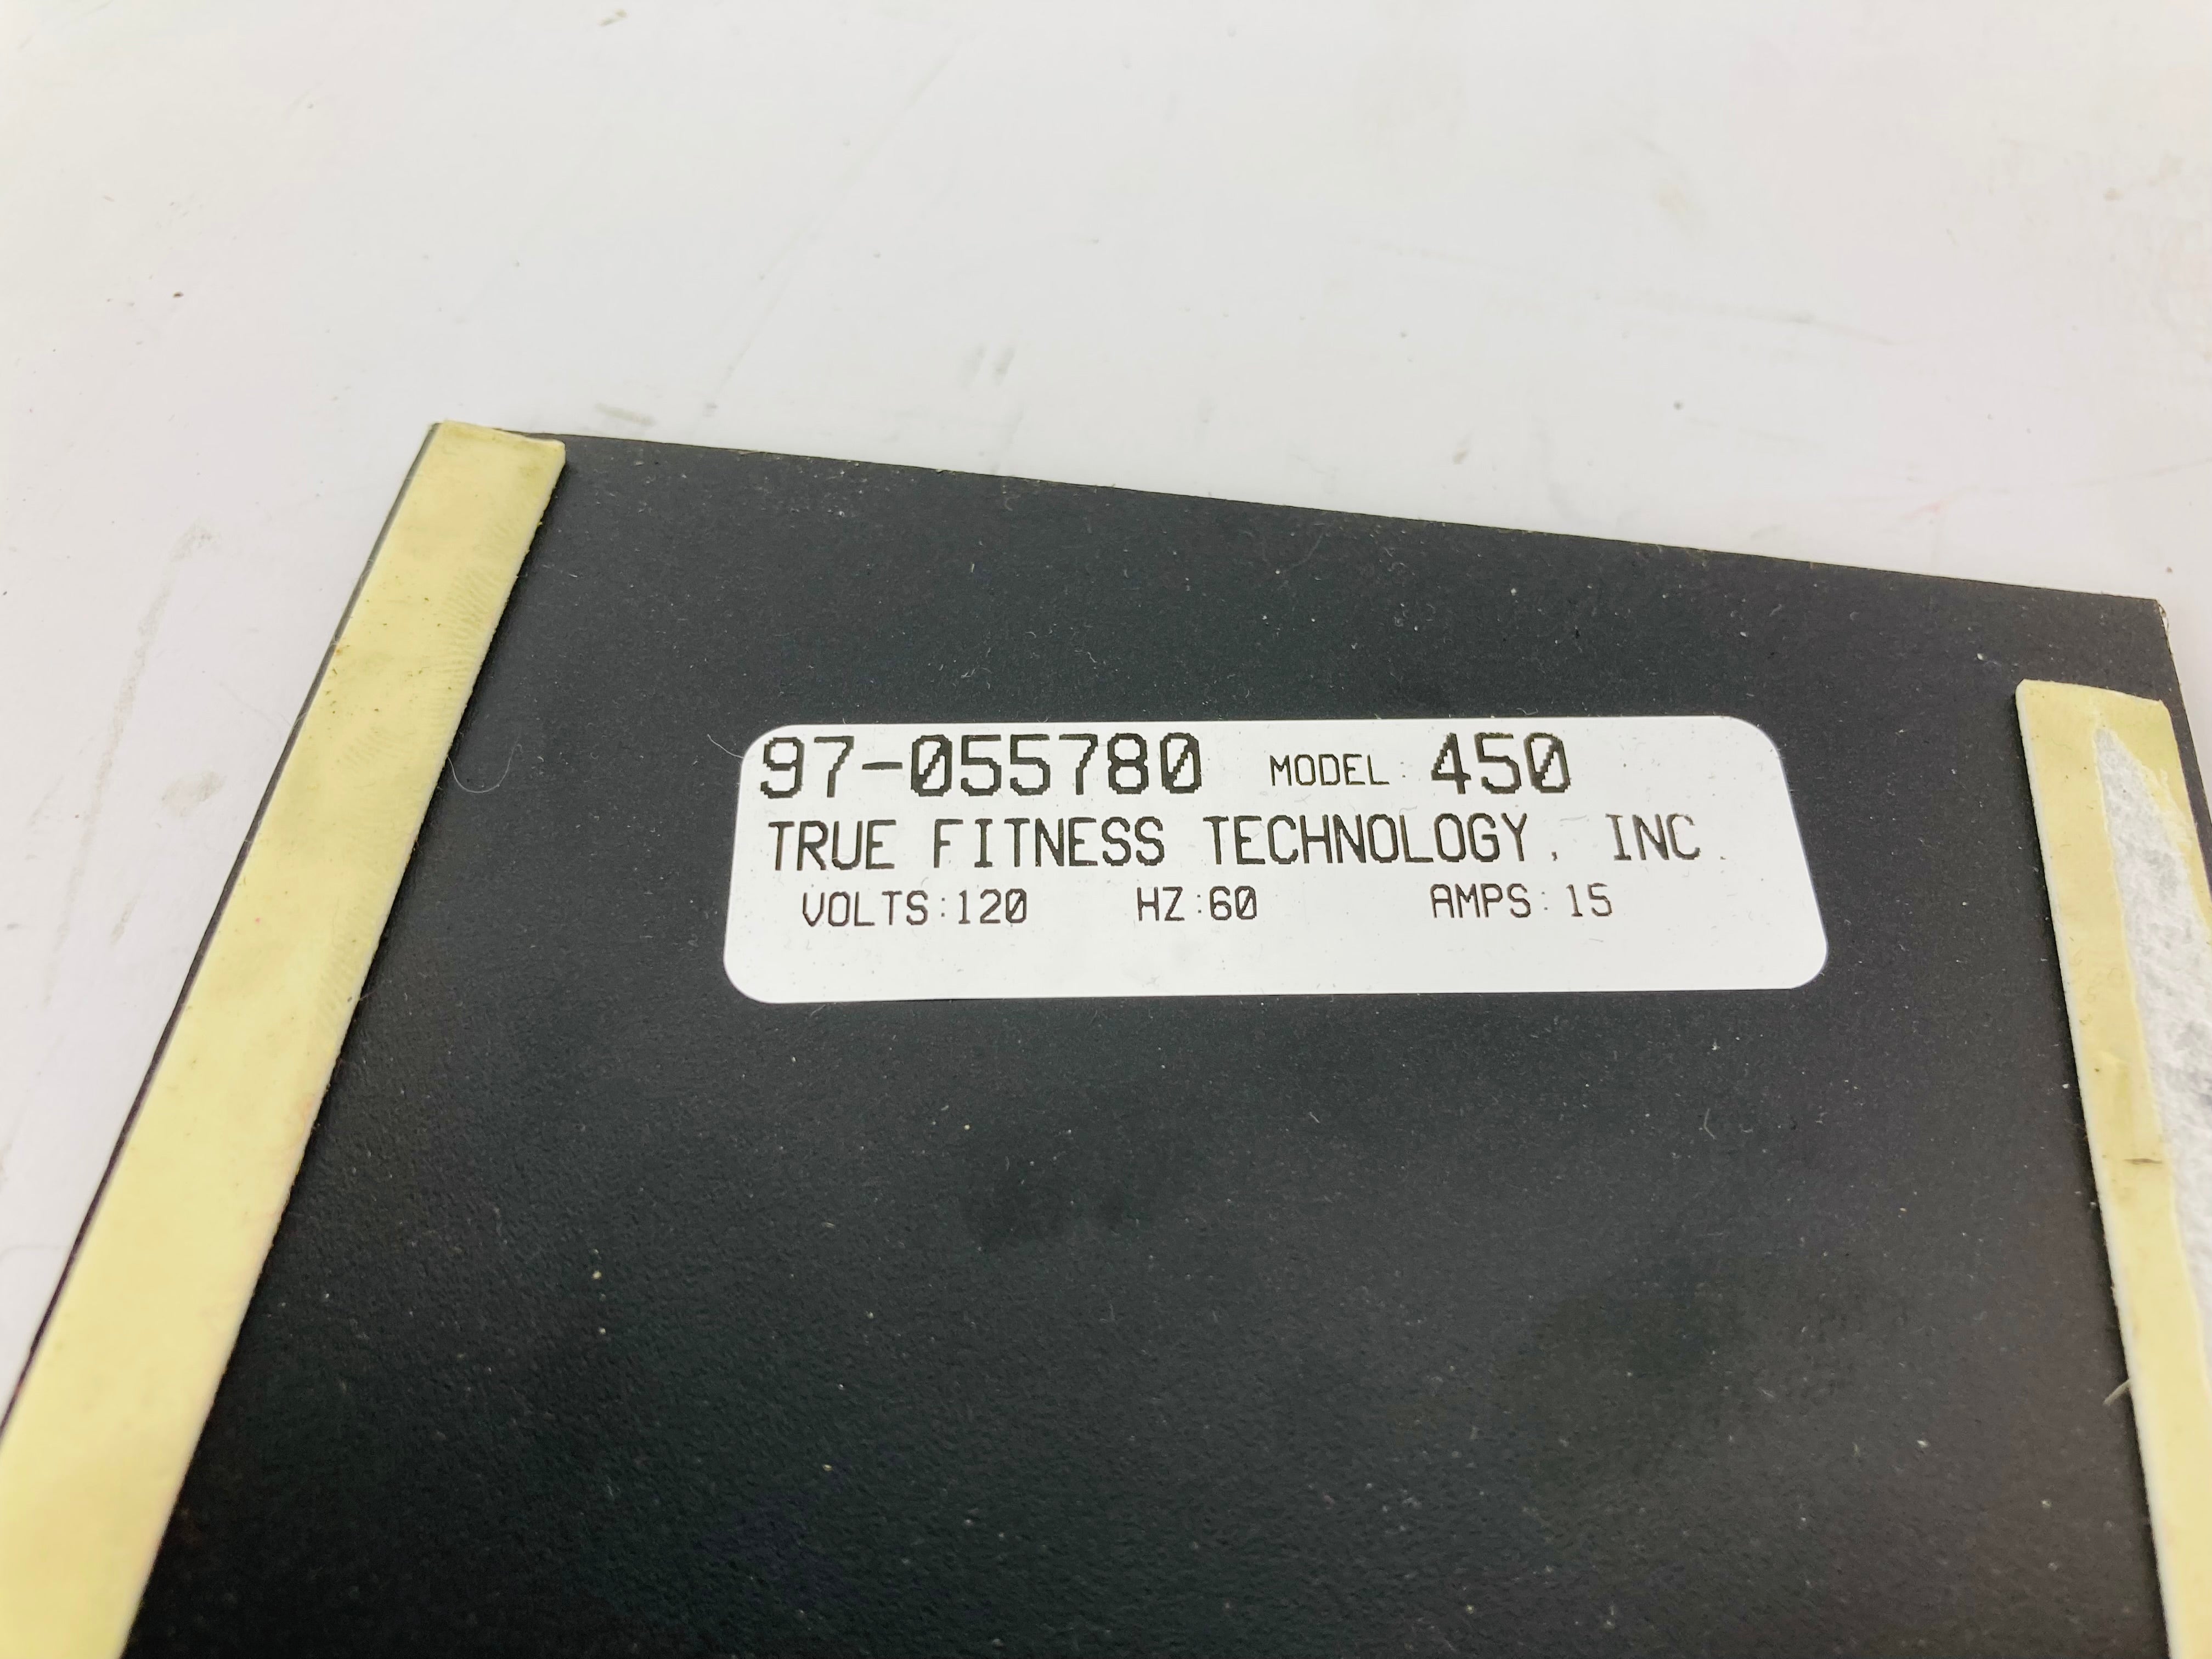 97-055780 MODEL: 450
TRUE FITNESS TECHNOLOGY, INC.
VOLTS:120 HZ:60 AMPS:15